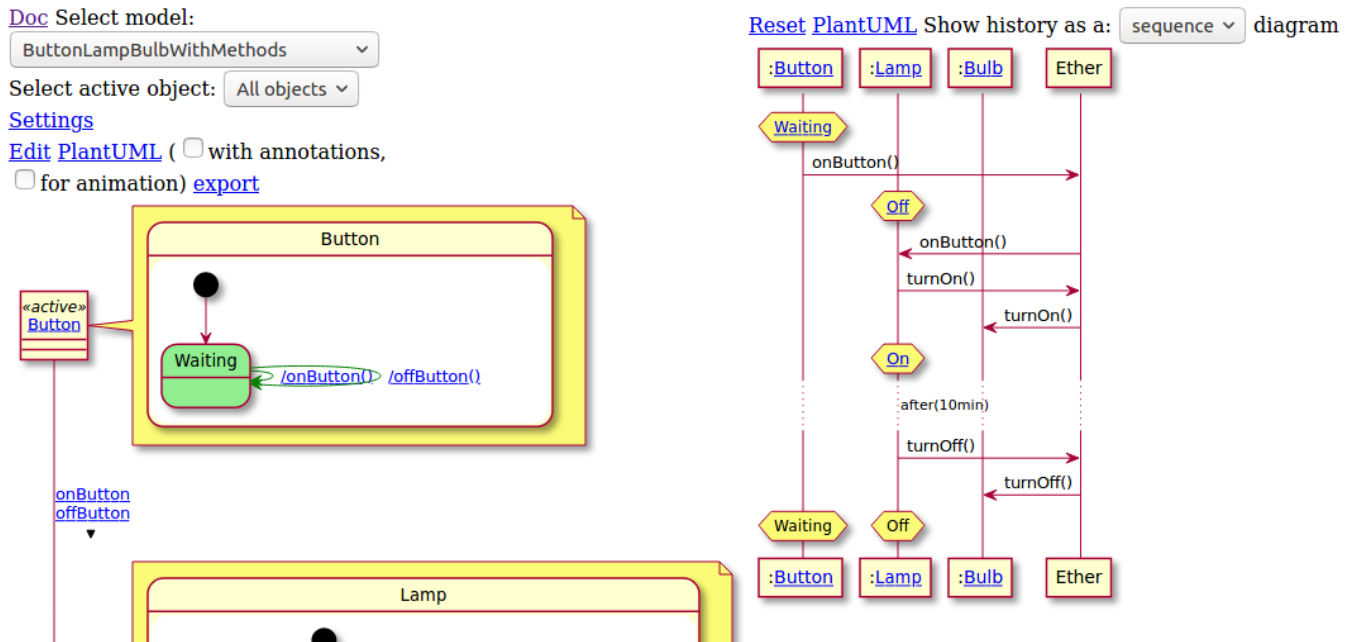 Doc Select model:
ButtonLampBulbWithMethods
Select active object: All objects
Settings
Edit PlantUML ( with annotations,
for animation) export
Button
«active»
Button
Waiting
/onButton() /offButton()
onButton
offButton
Lamp
Reset PlantUML Show history as a: sequence diagram
:Button :Lamp :Bulb Ether
Waiting
onButton()
Off
onButton()
turnOn()
turnOn()
On
after(10min)
turnOff()
turnOff()
Waiting Off
:Button :Lamp :Bulb Ether